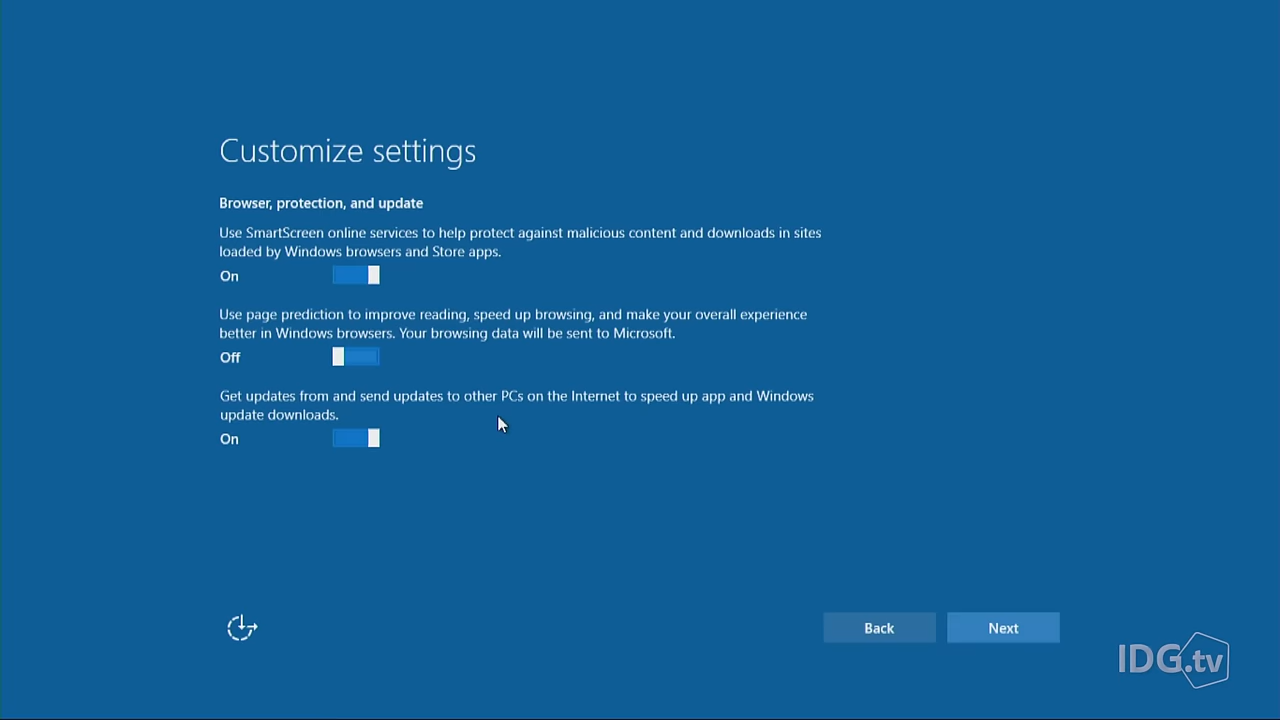 Customize settings
Browser, protection, and update
Use SmartScreen online services to help protect against malicious content and downloads in sites
loaded by Windows browsers and Store apps.
On
Use page prediction to improve reading, speed up browsing, and make your overall experience
better in Windows browsers. Your browsing data will be sent to Microsoft.
Off
Get updates from and send updates to other PCs on the Internet to speed up app and Windows
update downloads.
On
Back
Next
IDG.tv